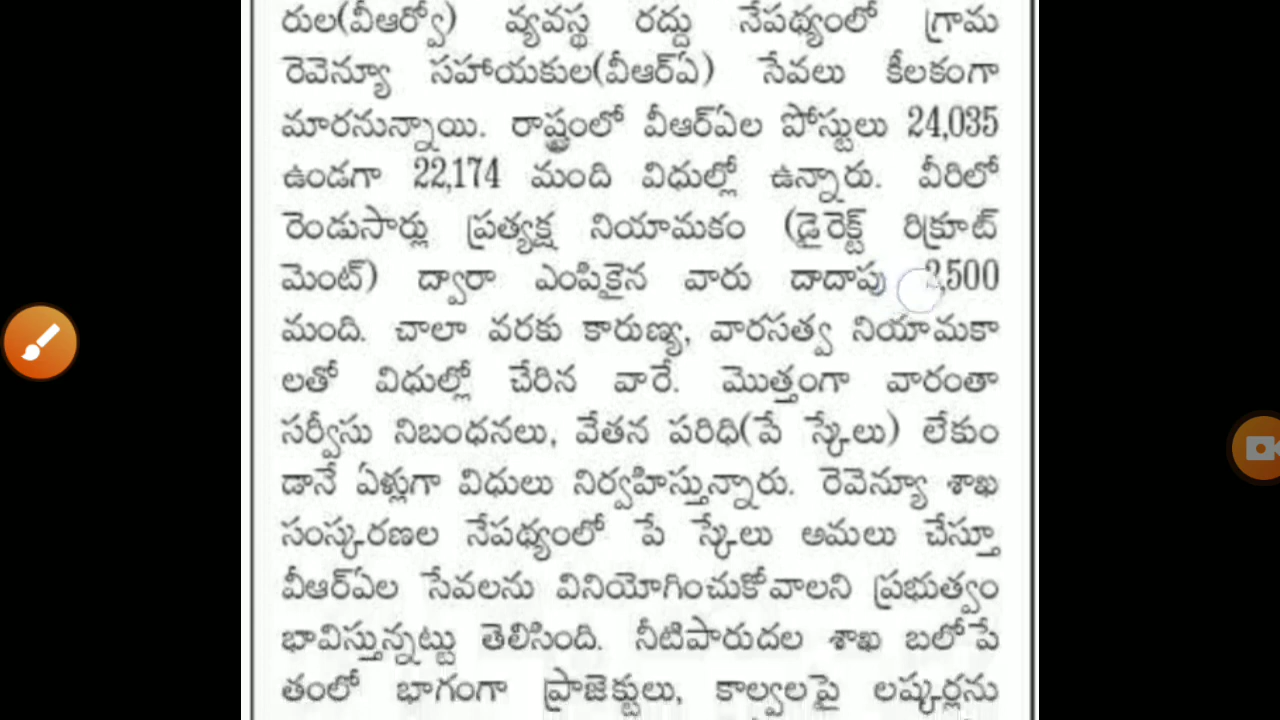 రుల(వీఆర్వో) వ్యవస్థ రద్దు నేపథ్యంలో గ్రామ
రెవెన్యూ సహాయకుల(వీఆర్ఏ) సేవలు కీలకంగా
మారనున్నాయి. రాష్ట్రంలో వీఆర్ఏల పోస్టులు 24,035
ఉండగా 22,174 మంది విధుల్లో ఉన్నారు. వీరిలో
రెండుసార్లు ప్రత్యక్ష నియామకం (డైరెక్ట్ రిక్రూట్
మెంట్) ద్వారా ఎంపికైన వారు దాదాపు
మంది. చాలా వరకు కారుణ్య, వారసత్వ నియామకా
లతో విధుల్లో చేరిన వారే. మొత్తంగా వారంతా
సర్వీసు నిబంధనలు, వేతన పరిధి(పే స్కేలు) లేకుం
డానే ఏళ్లుగా విధులు నిర్వహిస్తున్నారు. రెవెన్యూ శాఖ
సంస్కరణల నేపథ్యంలో పే స్కేలు అమలు చేస్తూ
వీఆర్ఏల సేవలను వినియోగించుకోవాలని ప్రభుత్వం
భావిస్తున్నట్టు తెలిసింది. నీటిపారుదల శాఖ బలోపే
తంలో భాగంగా ప్రాజెక్టులు, కాల్వలపై లష్కర్లను